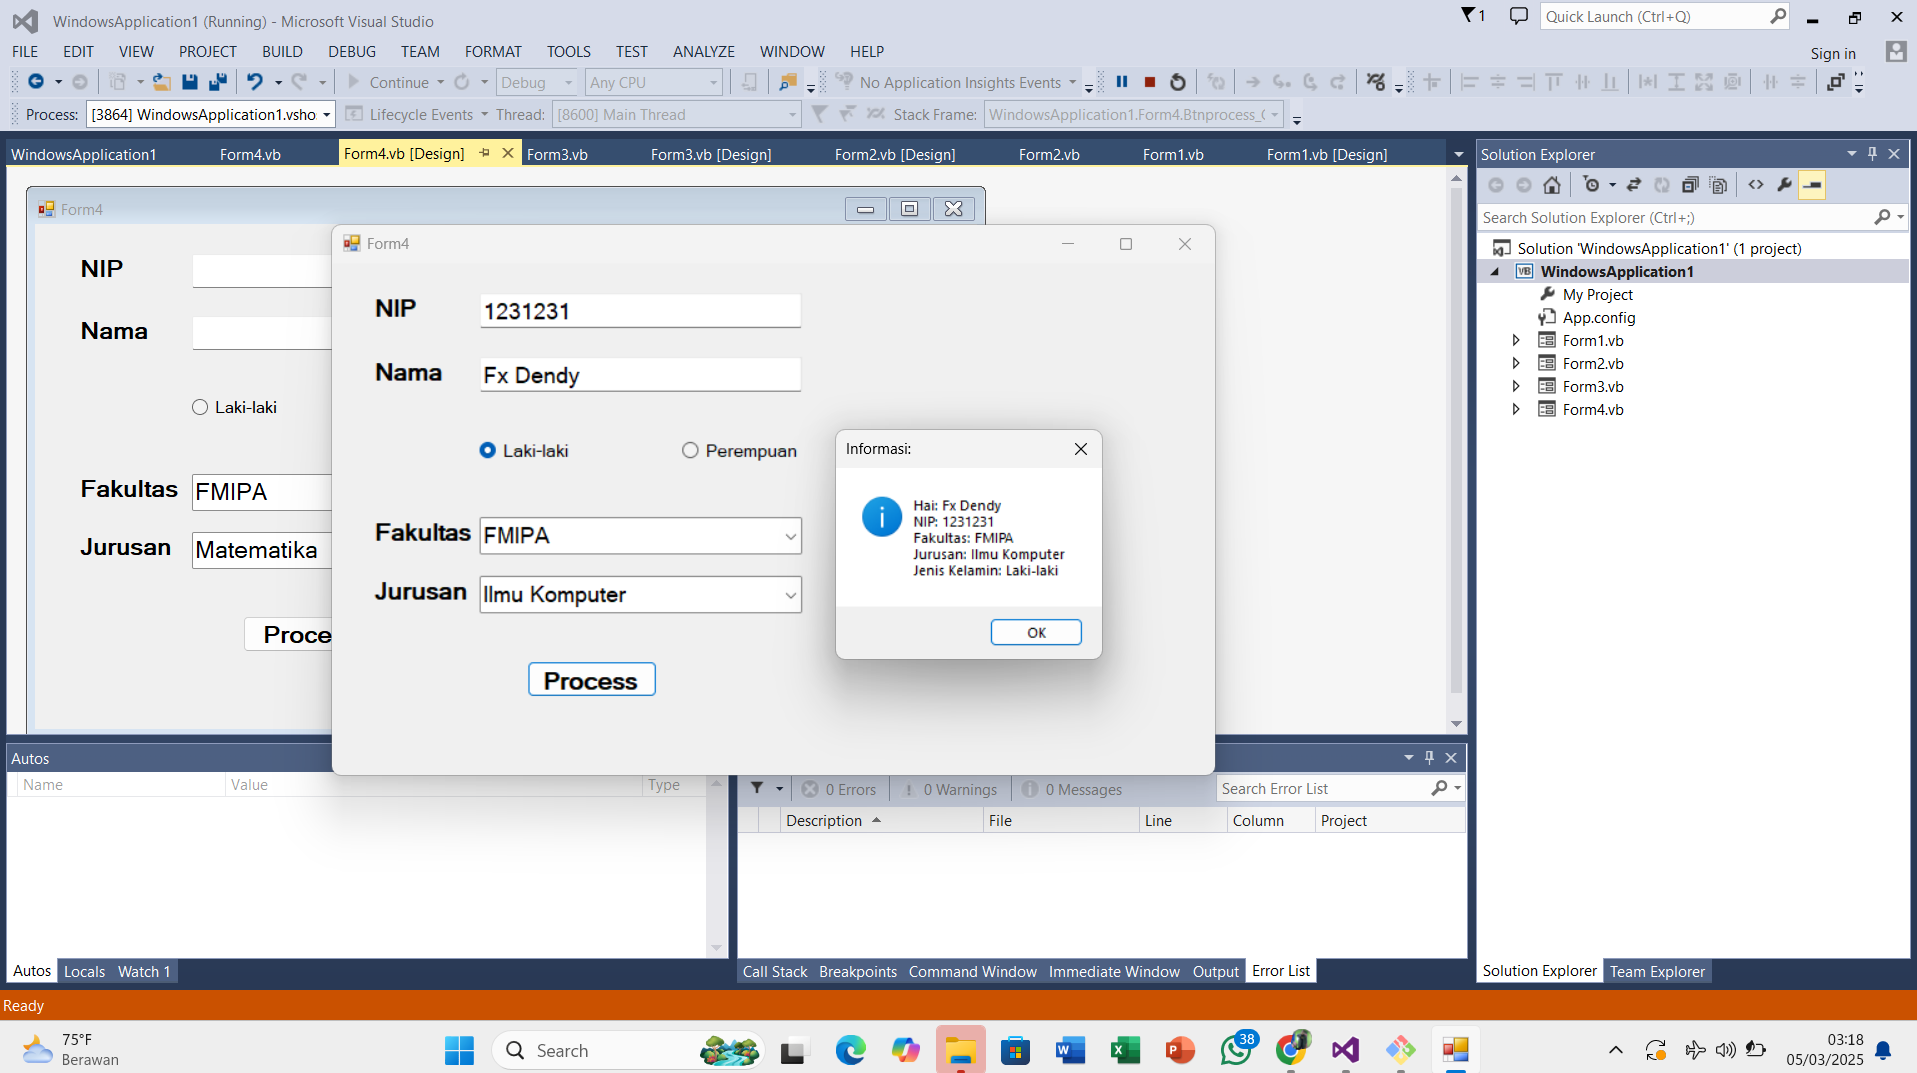 WindowsApplication1 (Running) - Microsoft Visual Studio
1
Quick Launch (Ctrl+Q)
FILE EDIT VIEW PROJECT BUILD DEBUG TEAM FORMAT TOOLS TEST ANALYZE WINDOW HELP
Sign in
Continue Debug Any CPU No Application Insights Events
Process: [3864] WindowsApplication1.vsho Lifecycle Events Thread: [8600] Main Thread Stack Frame: WindowsApplication1.Form4.Btnprocess_C
WindowsApplication1 Form4.vb Form4.vb [Design] Form3.vb Form3.vb [Design] Form2.vb [Design] Form2.vb Form1.vb Form1.vb [Design]
Form4
NIP
Nama
Laki-laki
Fakultas FMIPA
Jurusan Matematika
Proce
Form4
NIP 1231231
Nama Fx Dendy
Laki-laki Perempuan
Fakultas FMIPA
Jurusan Ilmu Komputer
Process
Informasi:
Hai: Fx Dendy
NIP: 1231231
Fakultas: FMIPA
Jurusan: Ilmu Komputer
Jenis Kelamin: Laki-laki
OK
Solution Explorer
Search Solution Explorer (Ctrl+;)
Solution 'WindowsApplication1' (1 project)
VB WindowsApplication1
My Project
App.config
Form1.vb
Form2.vb
Form3.vb
Form4.vb
Autos
Name Value Type
Autos Locals Watch 1
0 Errors 0 Warnings 0 Messages Search Error List
Description File Line Column Project
Call Stack Breakpoints Command Window Immediate Window Output Error List
Solution Explorer Team Explorer
Ready
75°F
Berawan
Search
38
03:18
05/03/2025